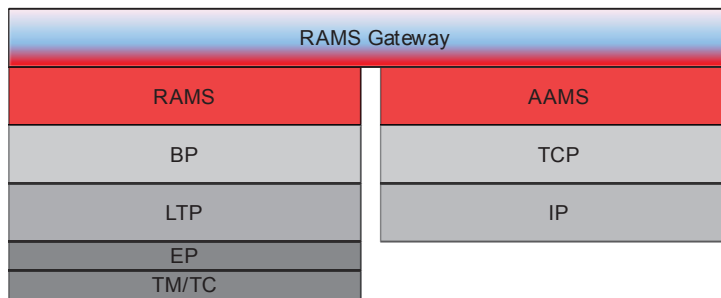 RAMS Gateway
RAMS
AAMS
BP
TCP
LTP
IP
EP
TM/TC